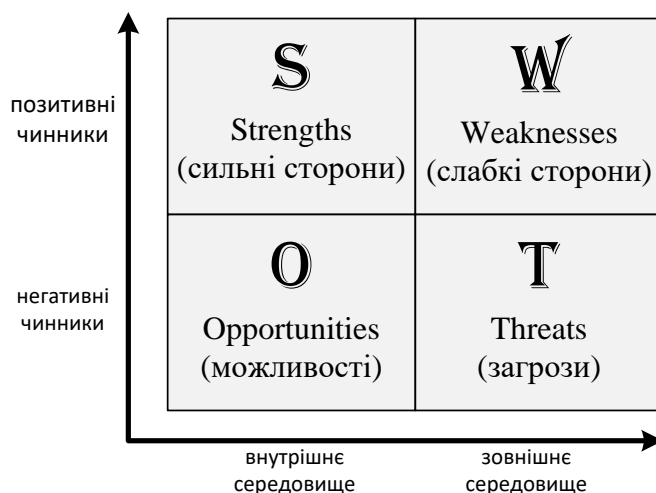 позитивні
чинники
S
Strengths
(сильні сторони)
W
Weaknesses
(слабкі сторони)
негативні
чинники
O
Opportunities
(можливості)
T
Threats
(загрози)
внутрішнє
середовище
зовнішнє
середовище